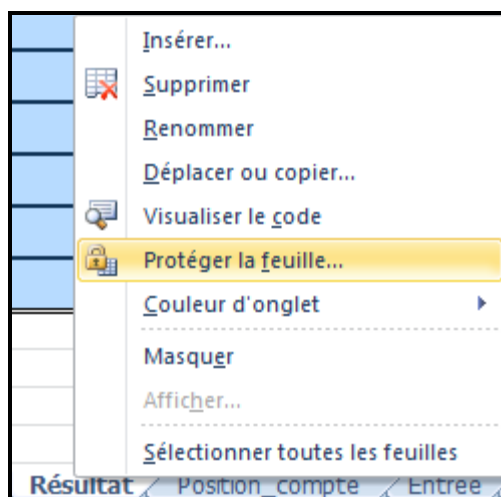 Insérer...
Supprimer
Renommer
Déplacer ou copier...
Visualiser le code
Protéger la feuille...
Couleur d'onglet
Masquer
Afficher...
Sélectionner toutes les feuilles
Résultat Position_compte Entrée